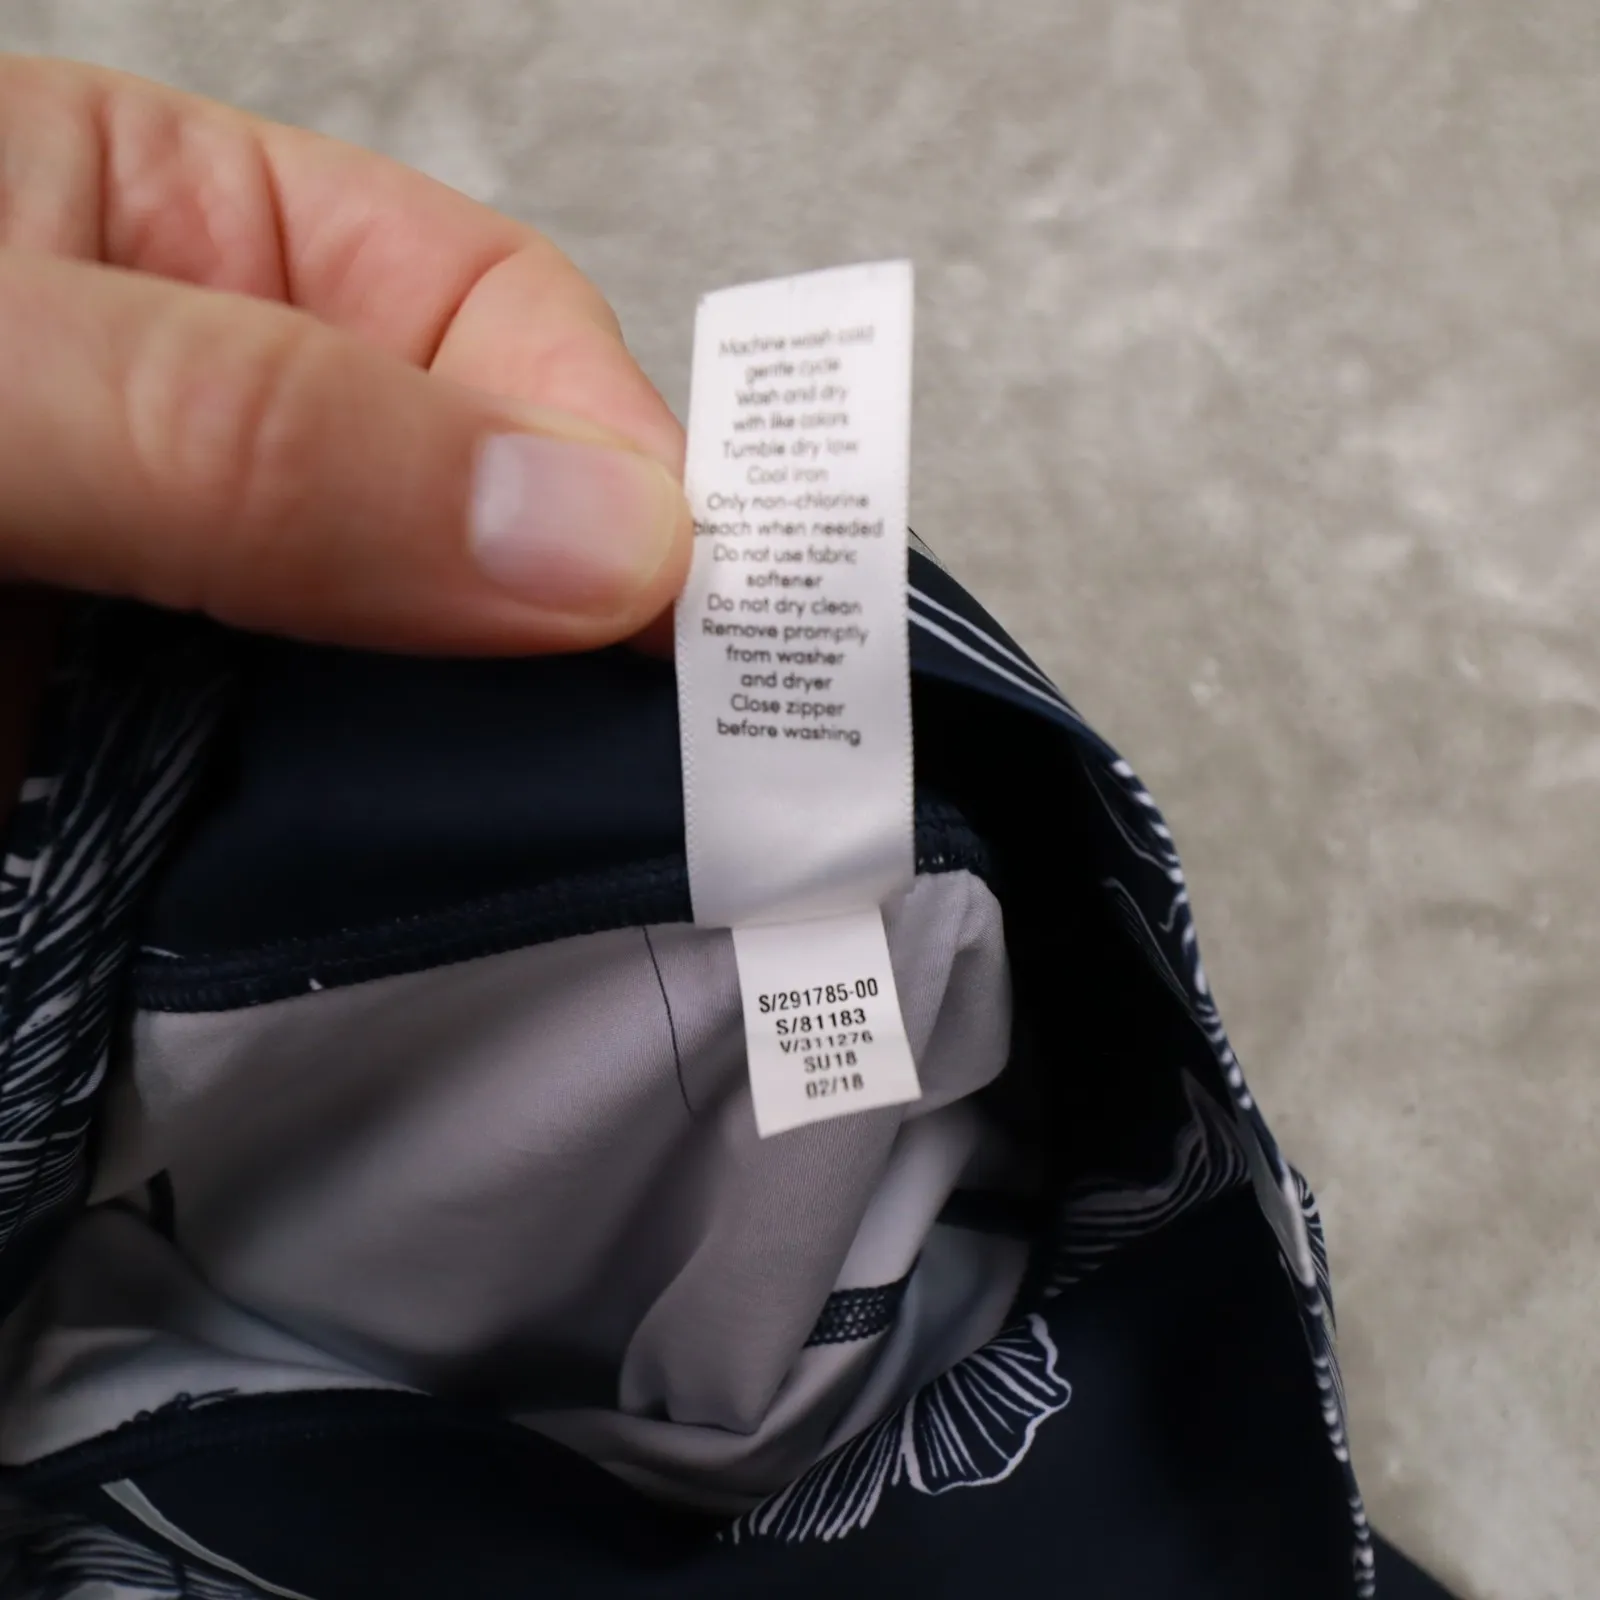 Machine wash cold
gentle cycle
Wash and dry
with like colors
Tumble dry low
Cool iron
Only non-chlorine
bleach when needed
Do not use fabric
softener
Do not dry clean
Remove promptly
from washer
and dryer
Close zipper
before washing
S/291785-00
S/81183
V/311276
SU18
02/18